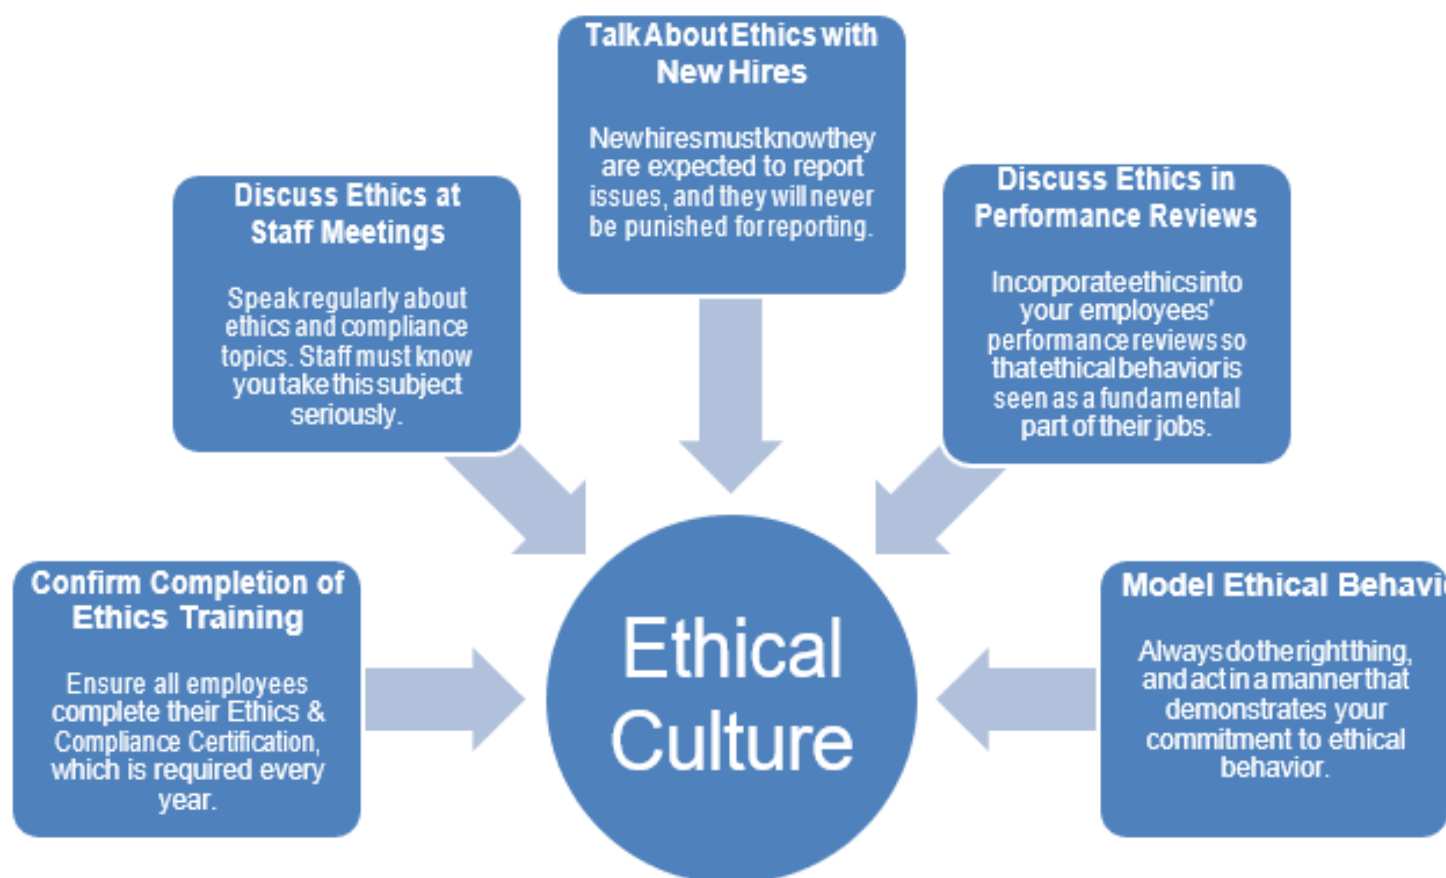 Talk About Ethics with
New Hires
New hires must know they
are expected to report
issues, and they will never
be punished for reporting.
Discuss Ethics at
Staff Meetings
Speak regularly about
ethics and compliance
topics. Staff must know
you take this subject
seriously.
Discuss Ethics in
Performance Reviews
Incorporate ethics into
your employees'
performance reviews so
that ethical behavior is
seen as a fundamental
part of their jobs.
Confirm Completion of
Ethics Training
Ensure all employees
complete their Ethics &
Compliance Certification,
which is required every
year.
Ethical
Culture
Model Ethical Behavio
Always do the right thing,
and act in a manner that
demonstrates your
commitment to ethical
behavior.